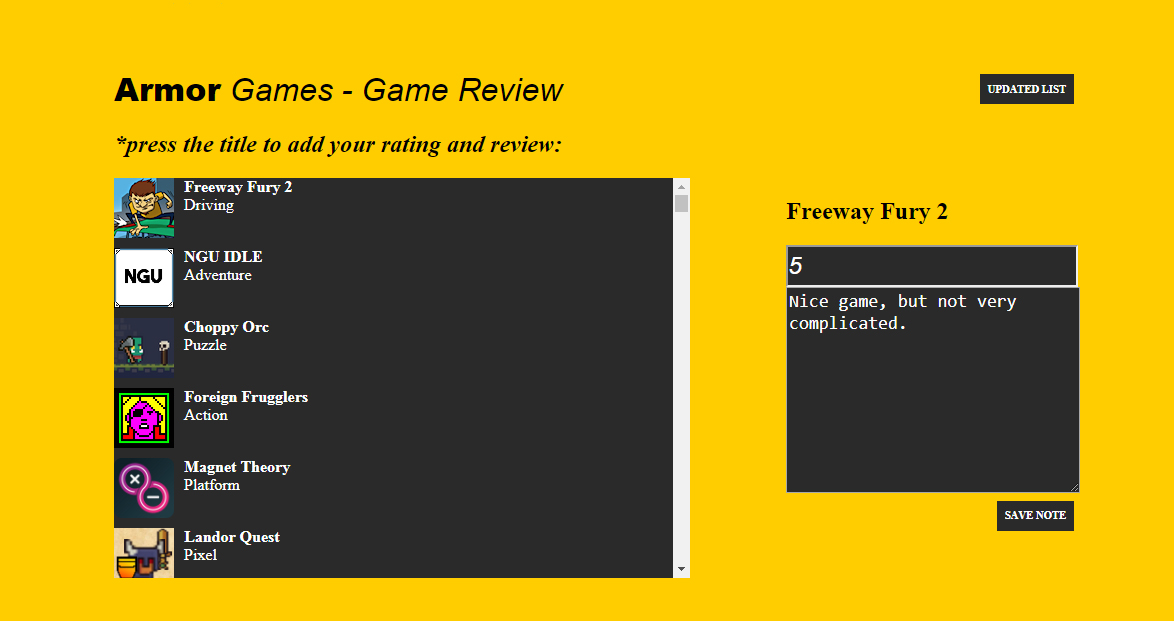 Armor Games - Game Review
UPDATED LIST
*press the title to add your rating and review:
Freeway Fury 2
Driving
NGU
NGU IDLE
Adventure
Choppy Orc
Puzzle
Foreign Frugglers
Action
Magnet Theory
Platform
Landor Quest
Pixel
Freeway Fury 2
5
Nice game, but not very
complicated.
SAVE NOTE